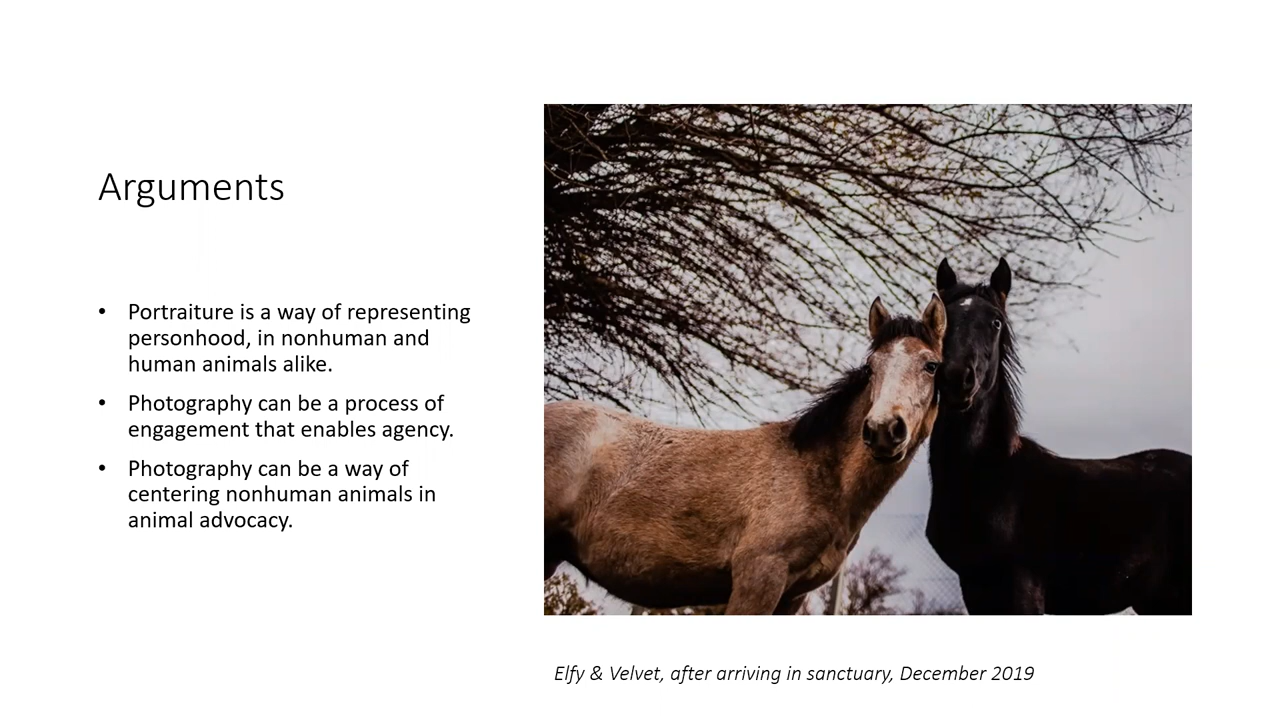 Arguments
• Portraiture is a way of representing
personhood, in nonhuman and
human animals alike.
• Photography can be a process of
engagement that enables agency.
• Photography can be a way of
centering nonhuman animals in
animal advocacy.
Elfy & Velvet, after arriving in sanctuary, December 2019